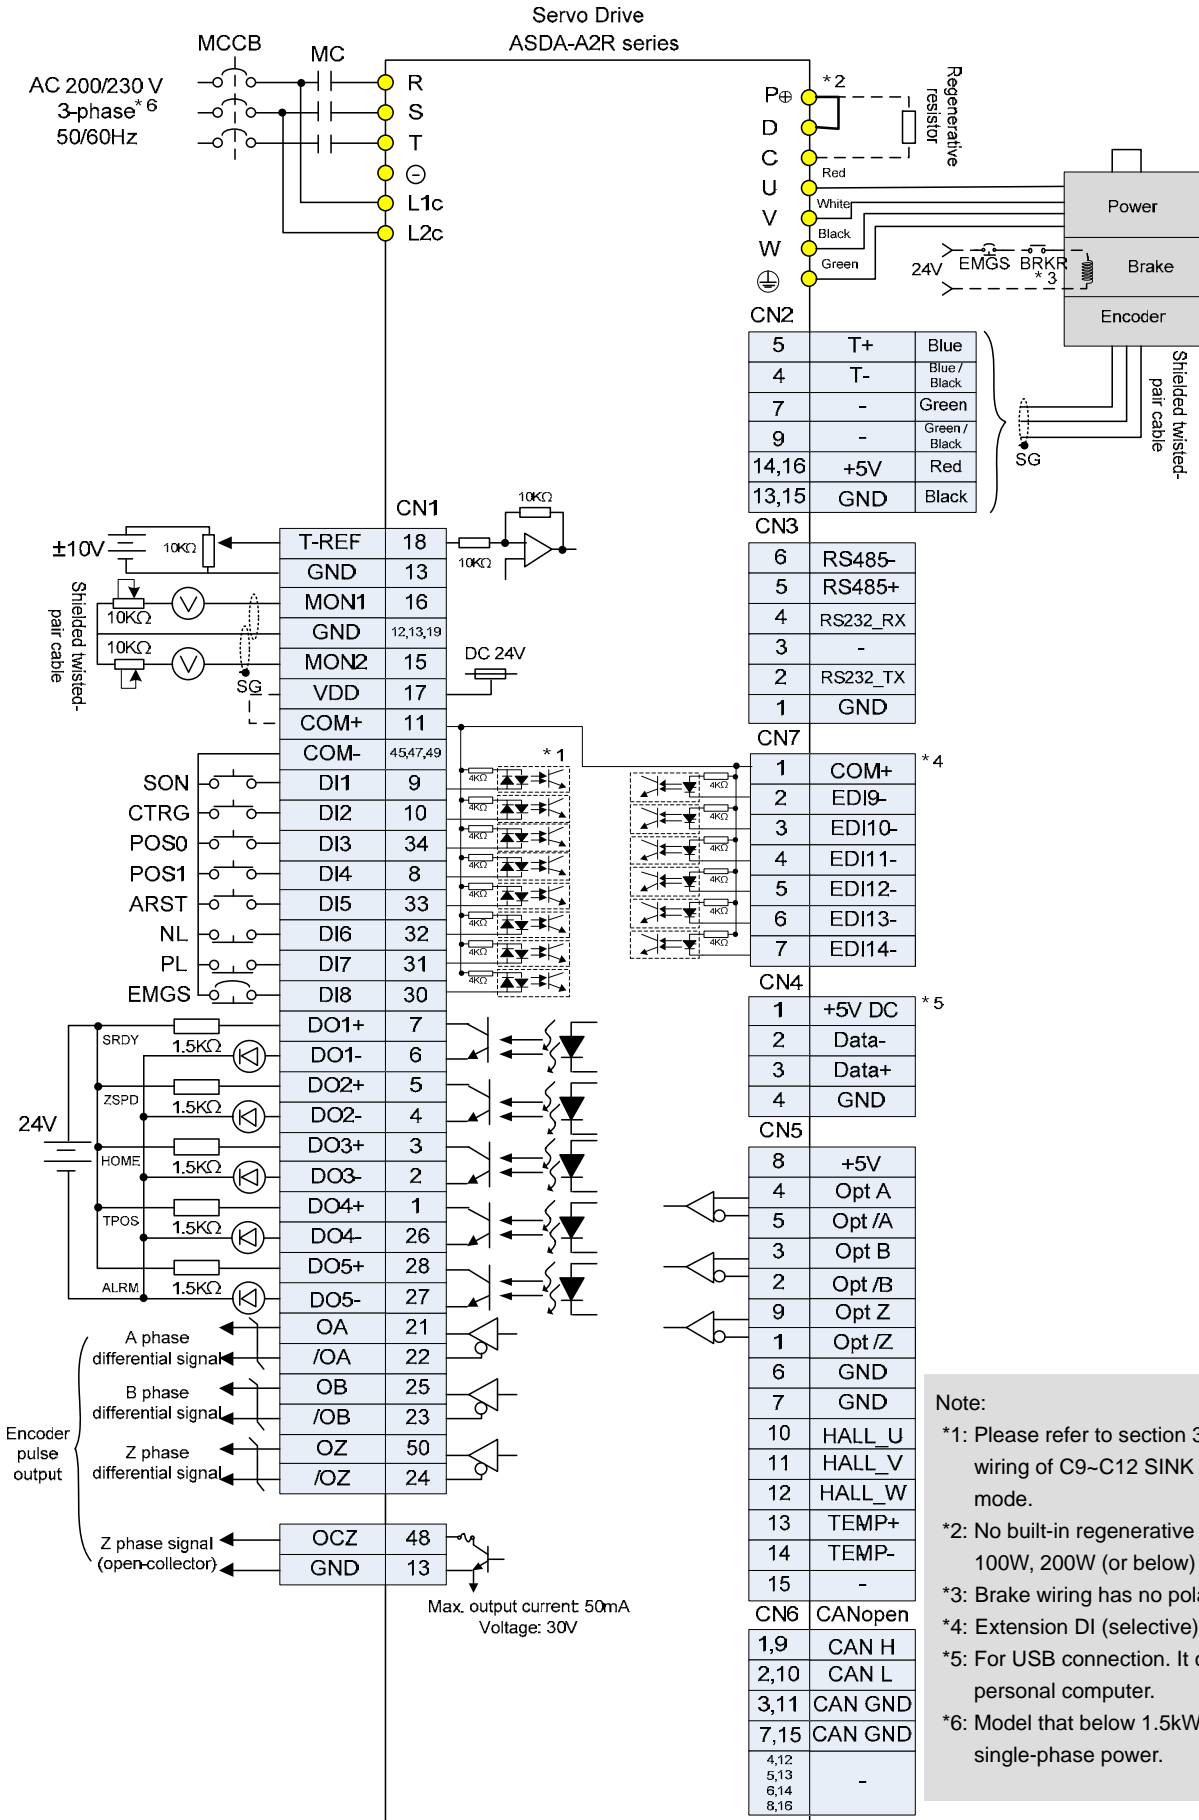 Servo Drive
ASDA-A2R series
MCCB
MC
AC 200/230 V
3-phase*6
50/60Hz
R
S
T
⊖
L1c
L2c
P⊕
D
C
U
V
W
*2
Regenerative
resistor
Red
White
Black
Green
Power
24V
EMGS
BRKR
*3
Brake
Encoder
CN2
5 T+ Blue
4 T- Blue /
Black
7 - Green
9 - Green /
Black
14,16 +5V Red
13,15 GND Black
SG
Shielded twisted-
pair cable
CN3
6 RS485-
5 RS485+
4 RS232_RX
3 -
2 RS232_TX
1 GND
CN7
*4
1 COM+
2 EDI9-
3 EDI10-
4 EDI11-
5 EDI12-
6 EDI13-
7 EDI14-
4KΩ
4KΩ
4KΩ
4KΩ
4KΩ
4KΩ
CN4
*5
1 +5V DC
2 Data-
3 Data+
4 GND
CN5
8 +5V
4 Opt A
5 Opt /A
3 Opt B
2 Opt /B
9 Opt Z
1 Opt /Z
6 GND
7 GND
10 HALL_U
11 HALL_V
12 HALL_W
13 TEMP+
14 TEMP-
15 -
CN6 CANopen
1,9 CAN H
2,10 CAN L
3,11 CAN GND
7,15 CAN GND
4,12
5,13
6,14
8,16
-
CN1
±10V
10KΩ
T-REF 18
10KΩ
10KΩ
GND 13
MON1 16
10KΩ
V
GND 12,13,19
10KΩ
V
MON2 15
SG
Shielded twisted-
pair cable
DC 24V
VDD 17
COM+ 11
COM- 45,47,49
*1
SON DI1 9
CTRG DI2 10
POS0 DI3 34
POS1 DI4 8
ARST DI5 33
NL DI6 32
PL DI7 31
EMGS DI8 30
4KΩ
4KΩ
4KΩ
4KΩ
4KΩ
4KΩ
4KΩ
4KΩ
24V
SRDY
1.5KΩ
DO1+ 7
DO1- 6
ZSPD
1.5KΩ
DO2+ 5
DO2- 4
HOME
1.5KΩ
DO3+ 3
DO3- 2
TPOS
1.5KΩ
DO4+ 1
DO4- 26
ALRM
1.5KΩ
DO5+ 28
DO5- 27
Encoder
pulse
output
A phase
differential signal
OA 21
/OA 22
B phase
differential signal
OB 25
/OB 23
Z phase
differential signal
OZ 50
/OZ 24
Z phase signal
(open-collector)
OCZ 48
GND 13
Max. output current: 50mA
Voltage: 30V
Note:
*1: Please refer to section 3
wiring of C9~C12 SINK
mode.
*2: No built-in regenerative
100W, 200W (or below)
*3: Brake wiring has no
*4: Extension DI (selective)
*5: For USB connection. It
personal computer.
*6: Model that below 1.5kW
single-phase power.